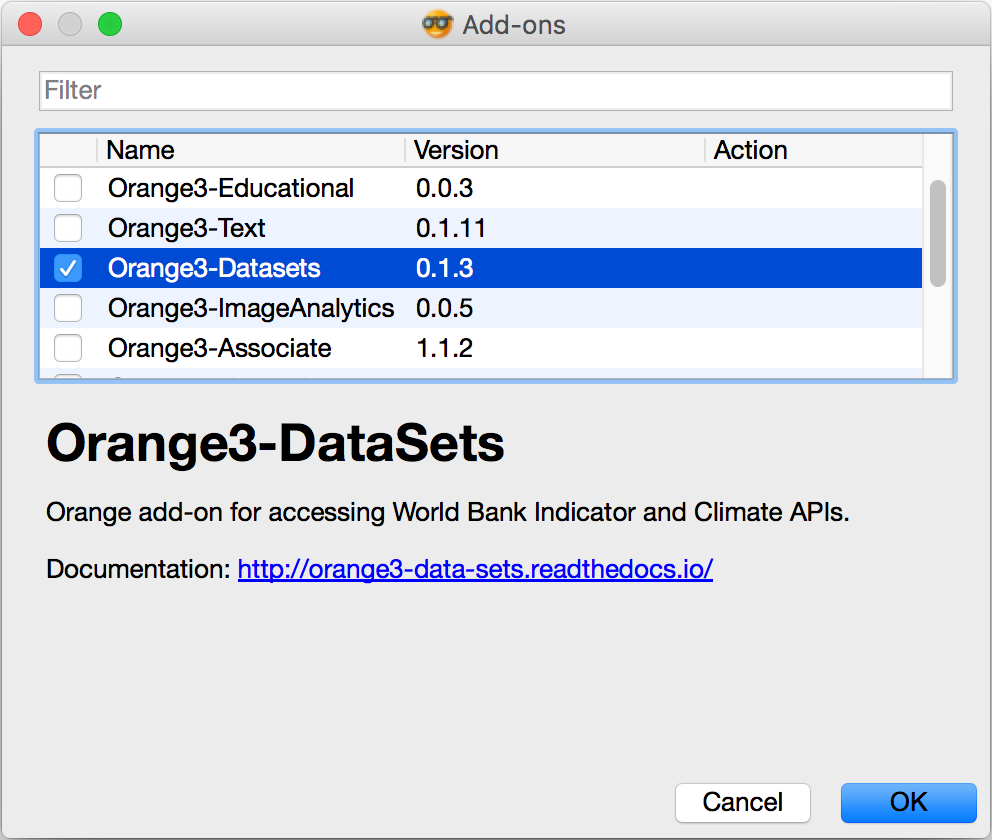 Add-ons
Filter
Name Version Action
Orange3-Educational 0.0.3
Orange3-Text 0.1.11
Orange3-Datasets 0.1.3
Orange3-ImageAnalytics 0.0.5
Orange3-Associate 1.1.2
Orange3-DataSets
Orange add-on for accessing World Bank Indicator and Climate APIs.
Documentation: http://orange3-data-sets.readthedocs.io/
Cancel OK